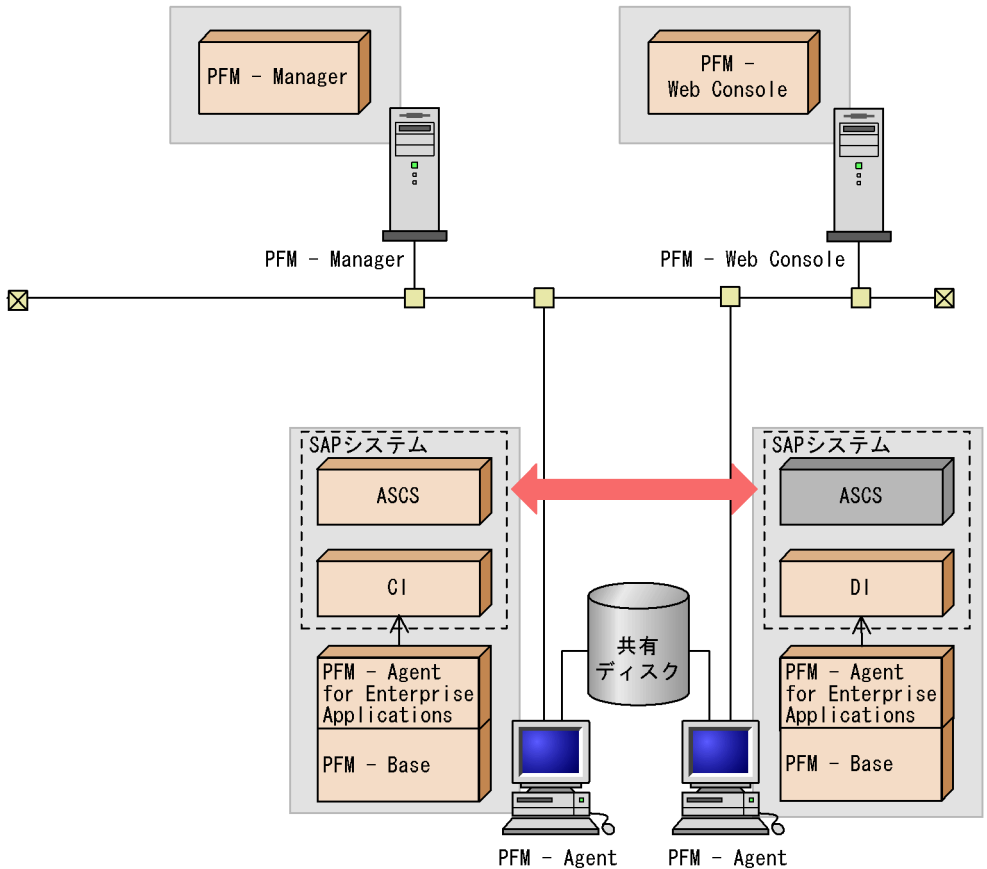 PFM - Manager
PFM -
Web Console
PFM - Manager
PFM - Web Console
SAPシステム
ASCS
CI
PFM - Agent
for Enterprise
Applications
PFM - Base
共有
ディスク
SAPシステム
ASCS
DI
PFM - Agent
for Enterprise
Applications
PFM - Base
PFM - Agent
PFM - Agent